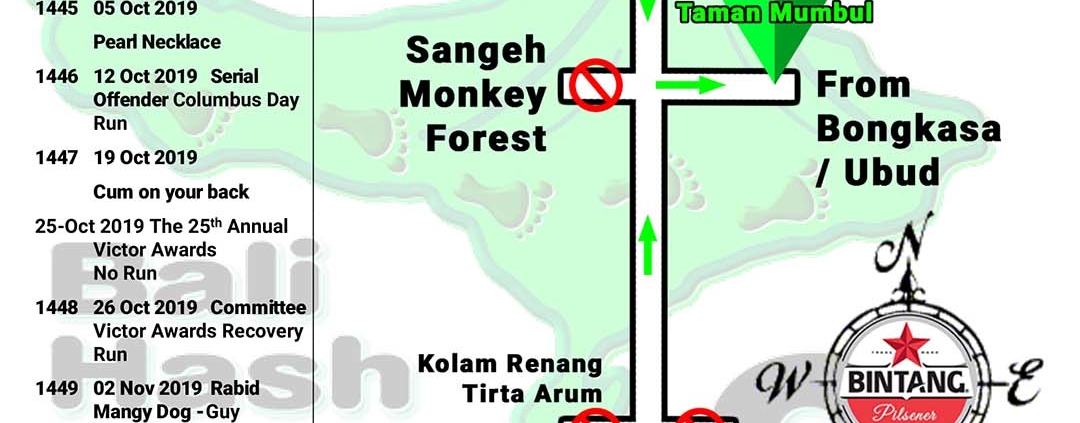 1445 05 Oct 2019
Pearl Necklace
1446 12 Oct 2019 Serial
Offender Columbus Day
Run
1447 19 Oct 2019
Cum on your back
25-Oct 2019 The 25th Annual
Victor Awards
No Run
1448 26 Oct 2019 Committee
Victor Awards Recovery
Run
1449 02 Nov 2019 Rabid
Mangy Dog - Guy
Bali
Hash
Taman Mumbul
Sangeh
Monkey
Forest
From
Bongkasa
/ Ubud
Kolam Renang
Tirta Arum
N
W
E
TRADE MARK
BINTANG
Pilsener